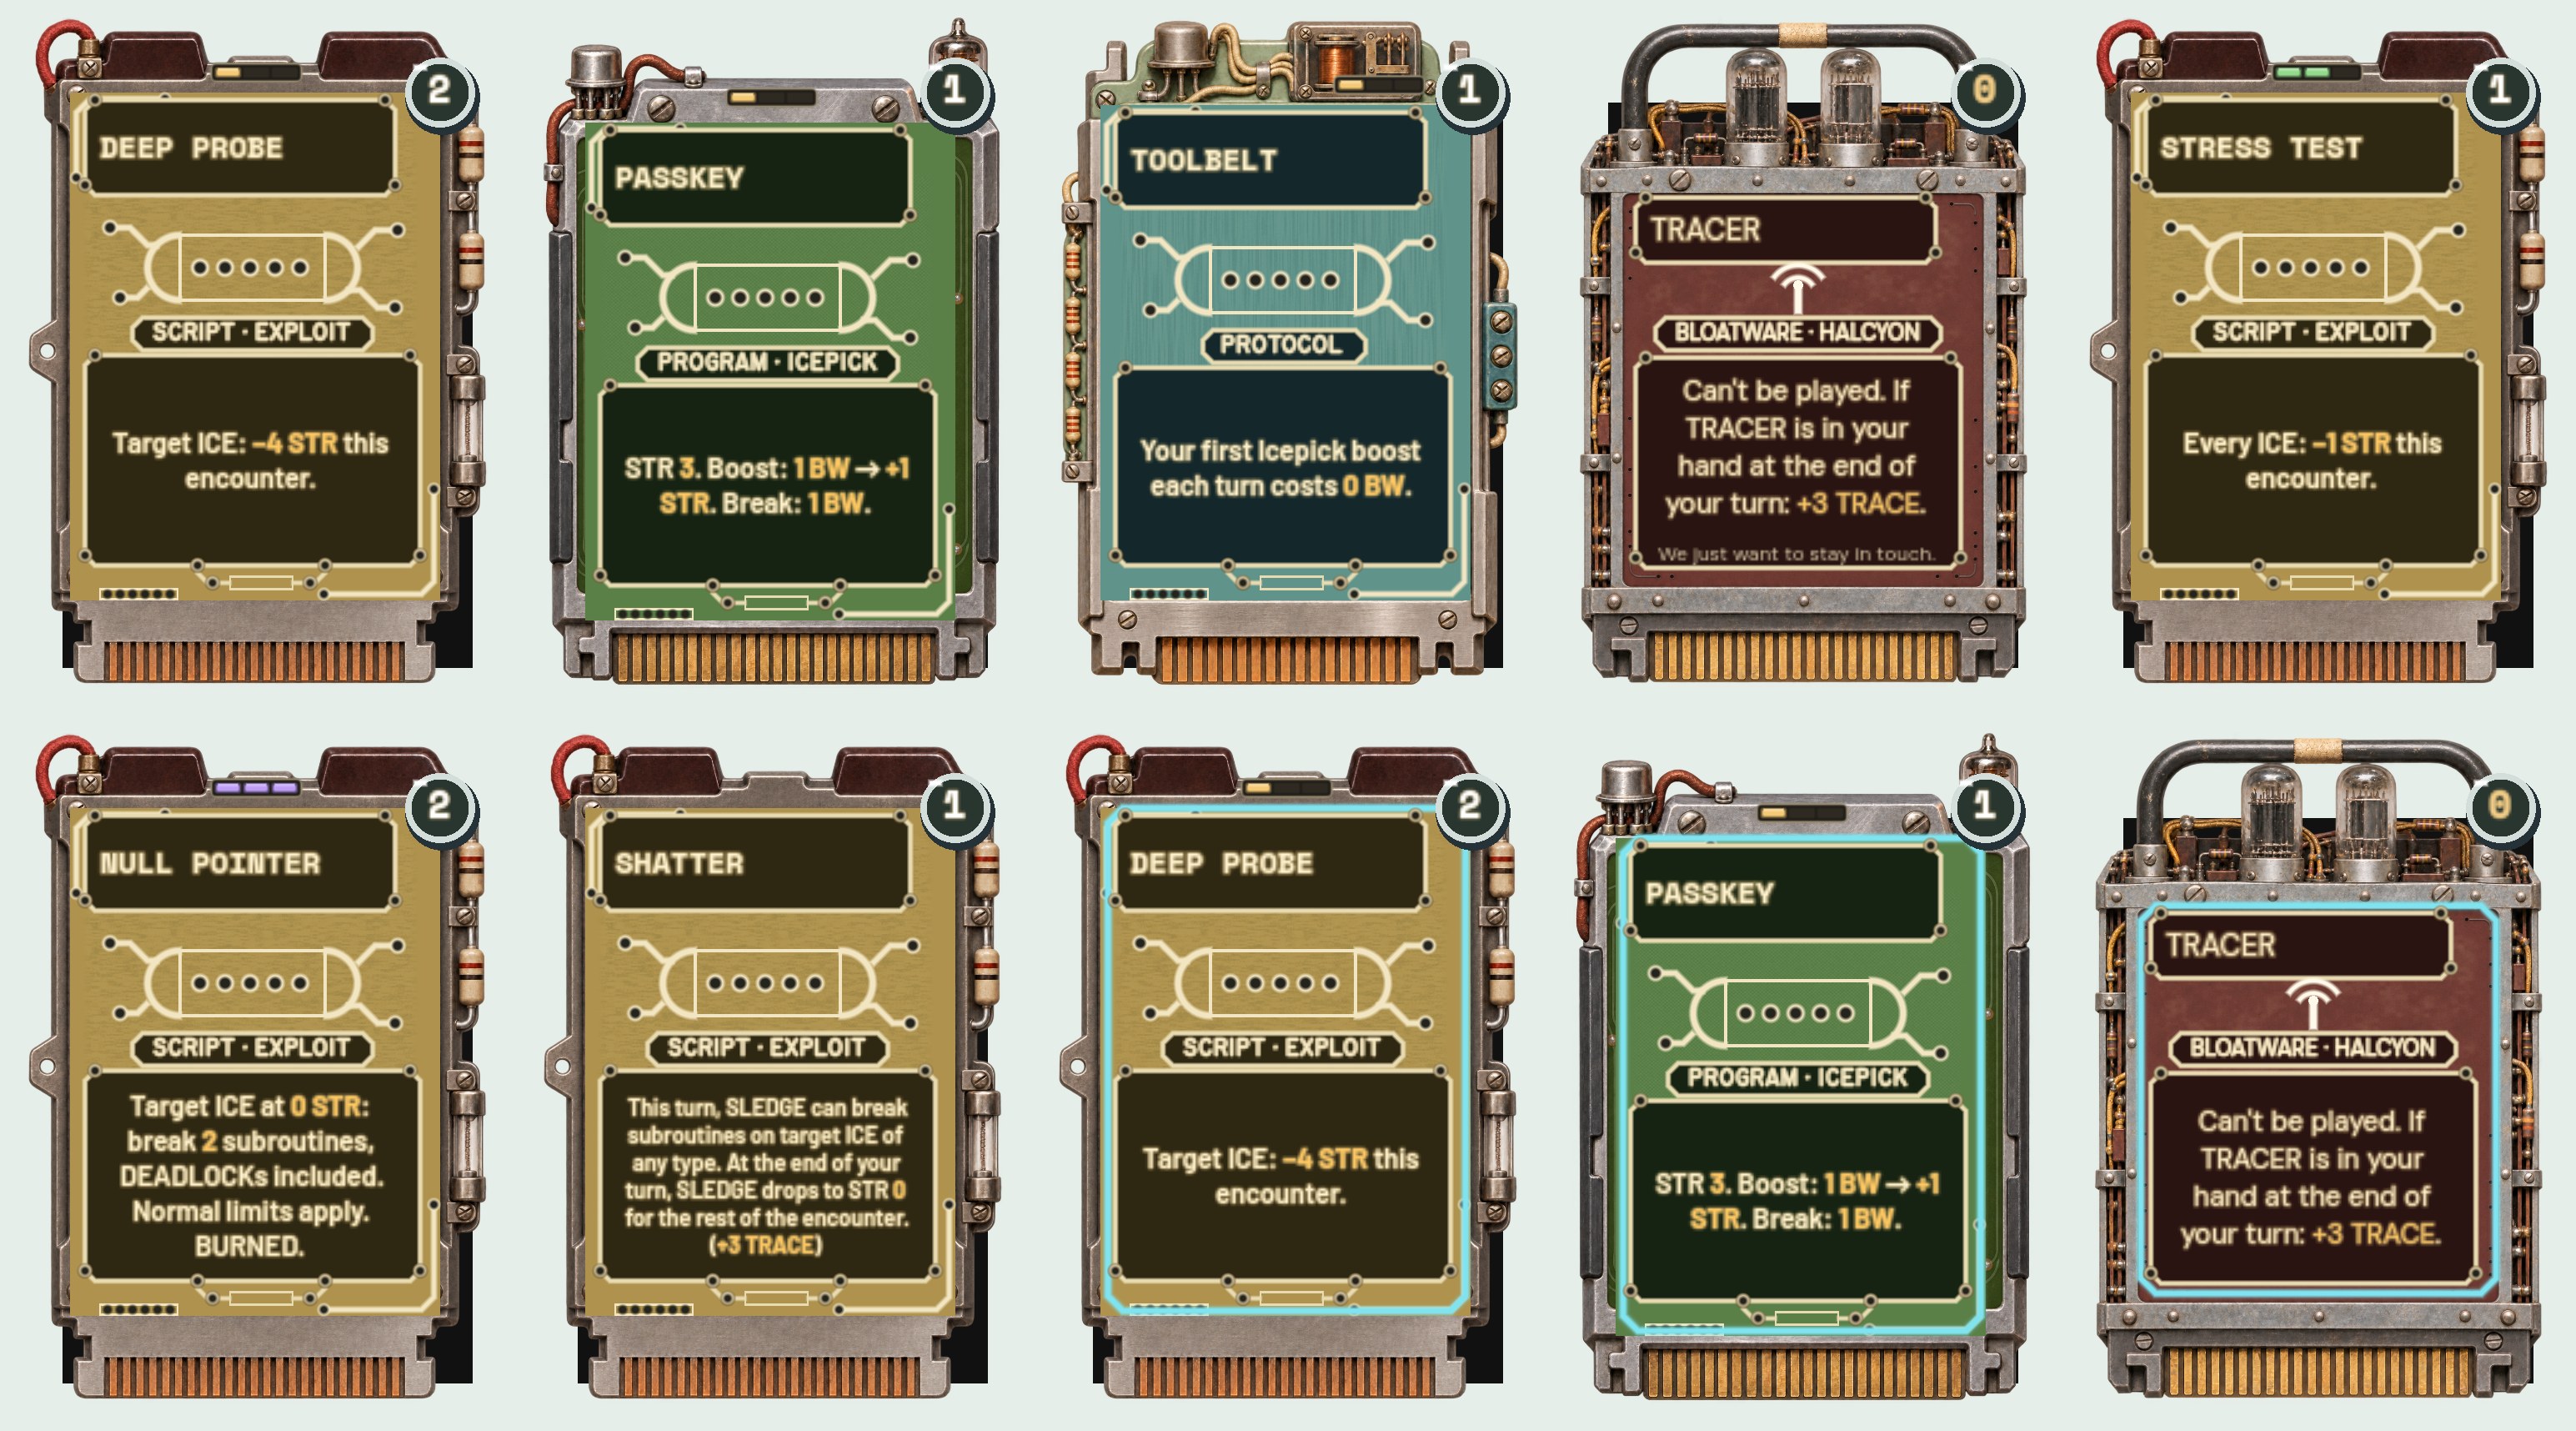 2
DEEP PROBE
SCRIPT · EXPLOIT
Target ICE: -4 STR this
encounter.
1
PASSKEY
PROGRAM · ICEPICK
STR 3. Boost: 1 BW → +1
STR. Break: 1 BW.
1
TOOLBELT
PROTOCOL
Your first Icepick boost
each turn costs 0 BW.
0
TRACER
BLOATWARE · HALCYON
Can't be played. If
TRACER is in your
hand at the end of
your turn: +3 TRACE.
We just want to stay in touch.
1
STRESS TEST
SCRIPT · EXPLOIT
Every ICE: -1 STR this
encounter.
2
NULL POINTER
SCRIPT · EXPLOIT
Target ICE at 0 STR:
break 2 subroutines,
DEADLOCKs included.
Normal limits apply.
BURNED.
1
SHATTER
SCRIPT · EXPLOIT
This turn, SLEDGE can break
subroutines on target ICE of
any type. At the end of your
turn, SLEDGE drops to STR 0
for the rest of the encounter.
(+3 TRACE)
2
DEEP PROBE
SCRIPT · EXPLOIT
Target ICE: -4 STR this
encounter.
1
PASSKEY
PROGRAM · ICEPICK
STR 3. Boost: 1 BW → +1
STR. Break: 1 BW.
0
TRACER
BLOATWARE · HALCYON
Can't be played. If
TRACER is in your
hand at the end of
your turn: +3 TRACE.